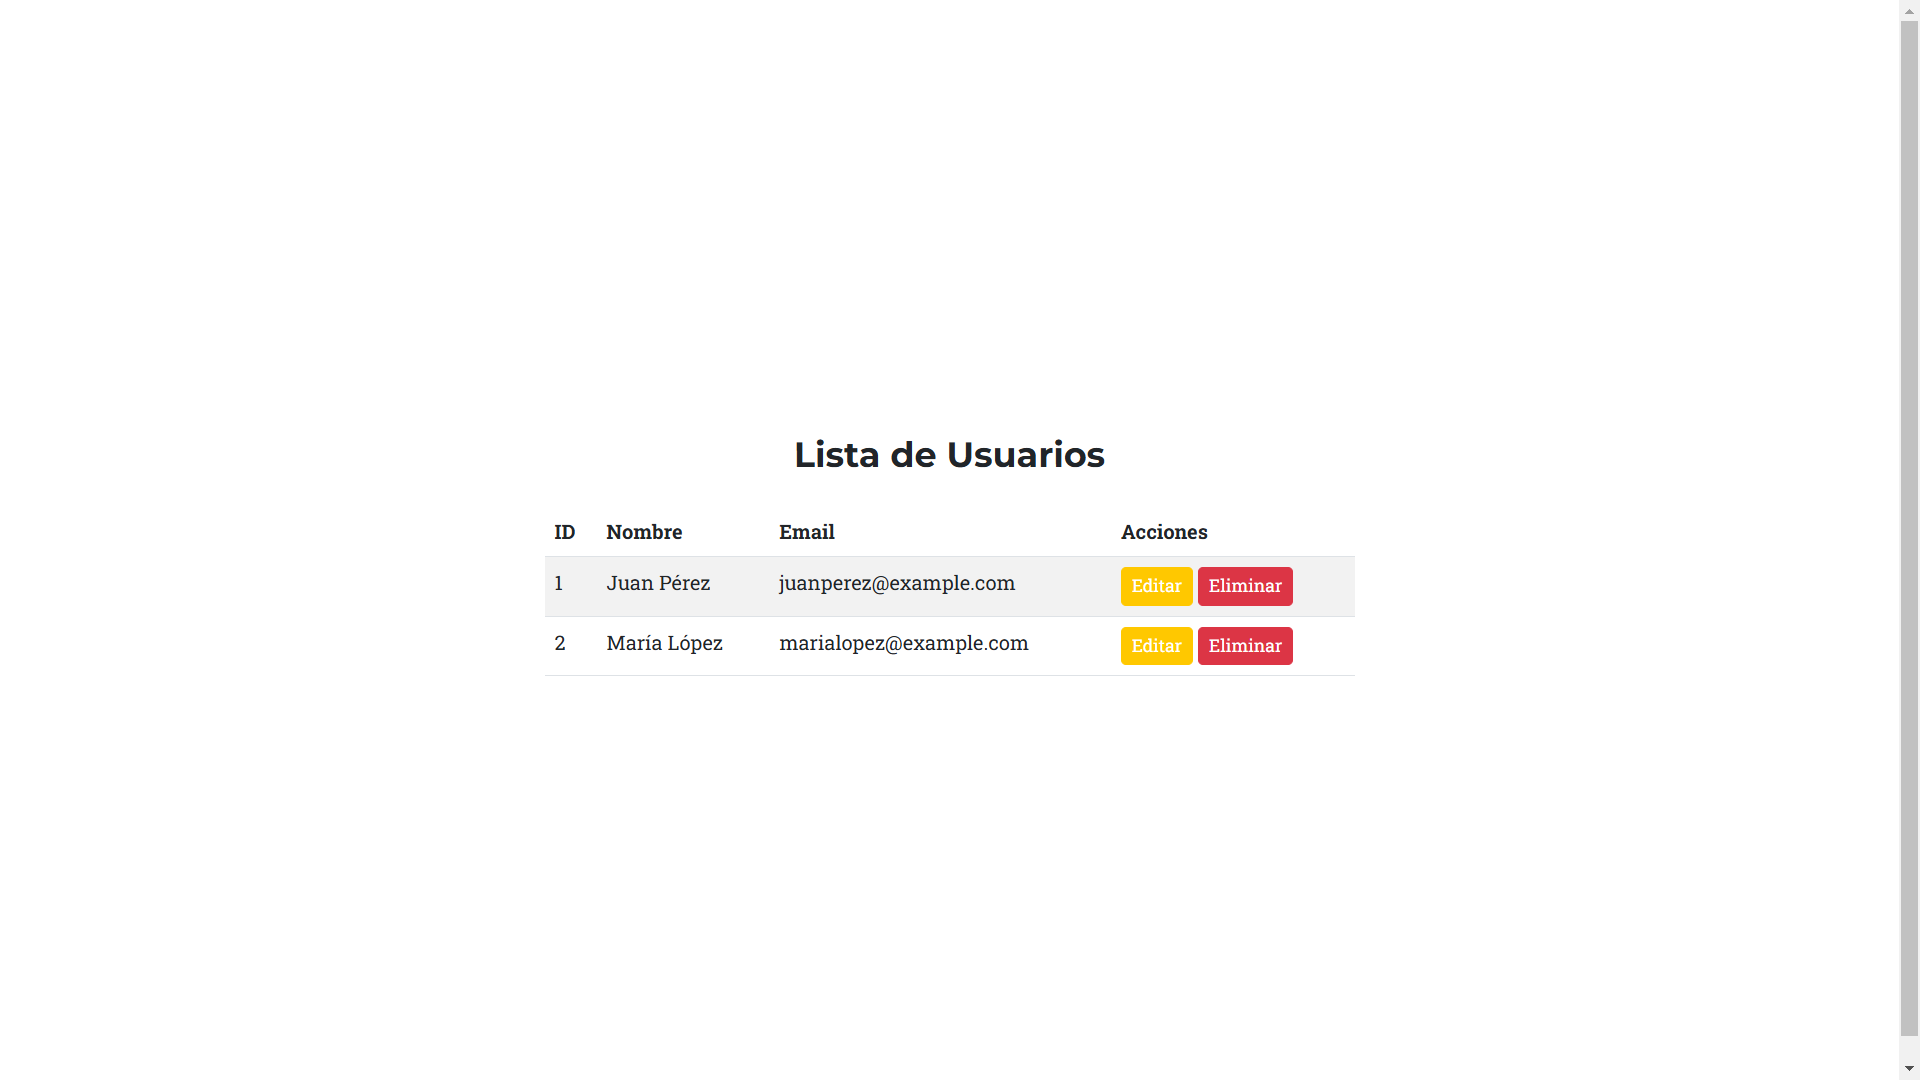 Lista de Usuarios
ID Nombre Email Acciones
1 Juan Pérez juanperez@example.com Editar Eliminar
2 María López marialopez@example.com Editar Eliminar